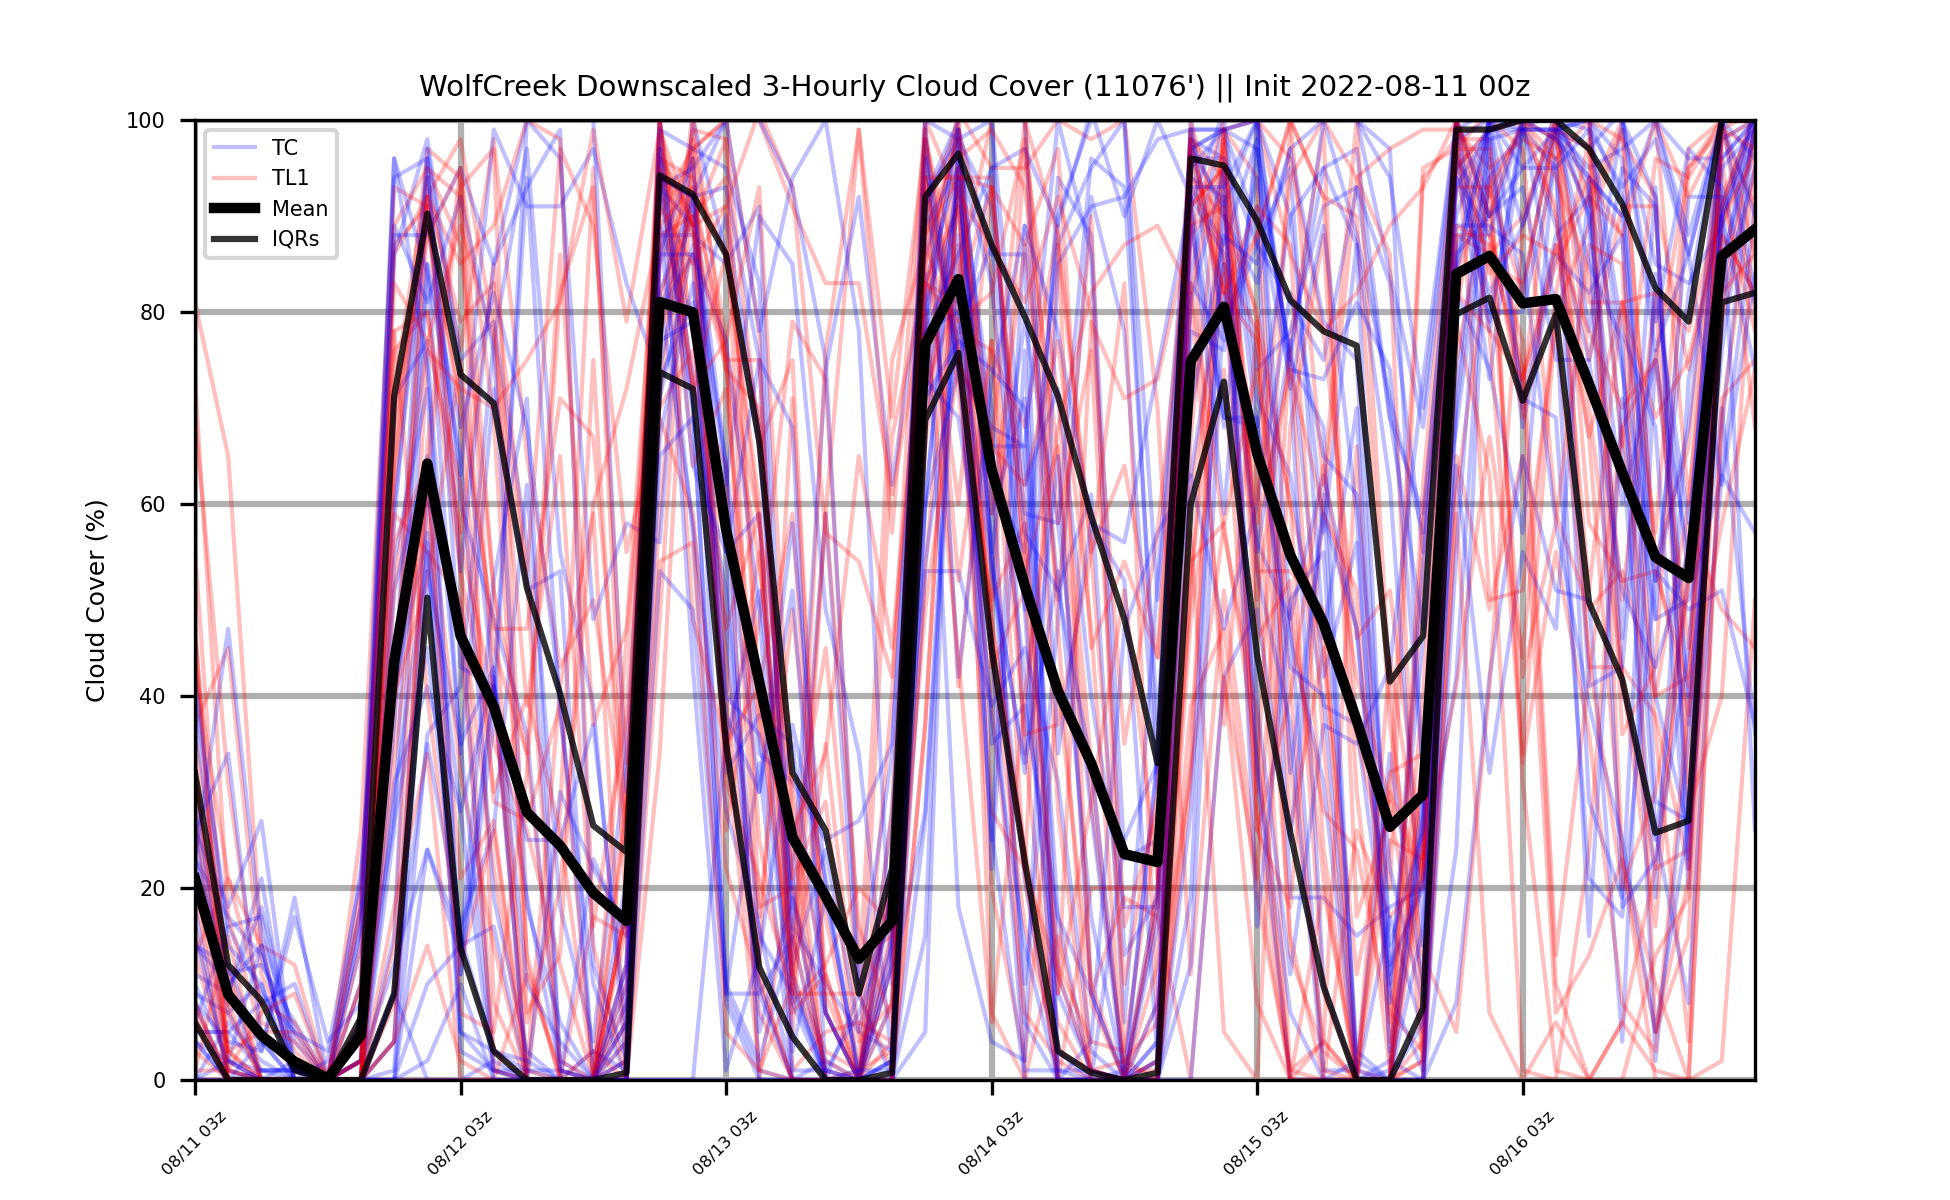 WolfCreek Downscaled 3-Hourly Cloud Cover (11076') || Init 2022-08-11 00z
TC
TL1
Mean
IQRs
Cloud Cover (%)
100
80
60
40
20
0
08/11 03z
08/12 03z
08/13 03z
08/14 03z
08/15 03z
08/16 03z